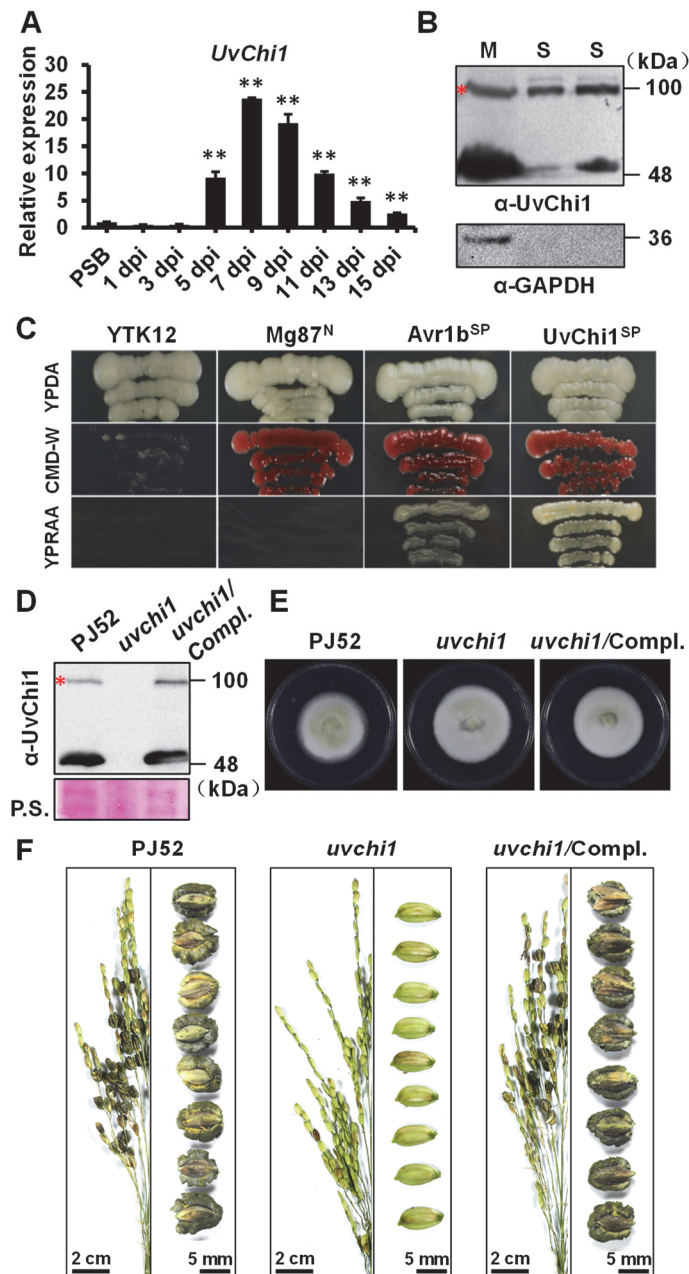 A
UvChi1
Relative expression
30
25
20
15
10
5
0
** ** ** ** ** **
PSB 1 dpi 3 dpi 5 dpi 7 dpi 9 dpi 11 dpi 13 dpi 15 dpi
B
M S S (kDa)
* 100
48
α-UvChi1
36
α-GAPDH
C
YTK12 Mg87N Avr1bSP UvChi1SP
YPDA
CMD-W
YPRAA
D
PJ52 uvchi1 uvchi1/
Compl.
α-UvChi1
* 100
48
(kDa)
P.S.
E
PJ52 uvchi1 uvchi1/Compl.
F
PJ52 uvchi1 uvchi1/Compl.
2 cm 5 mm 2 cm 5 mm 2 cm 5 mm